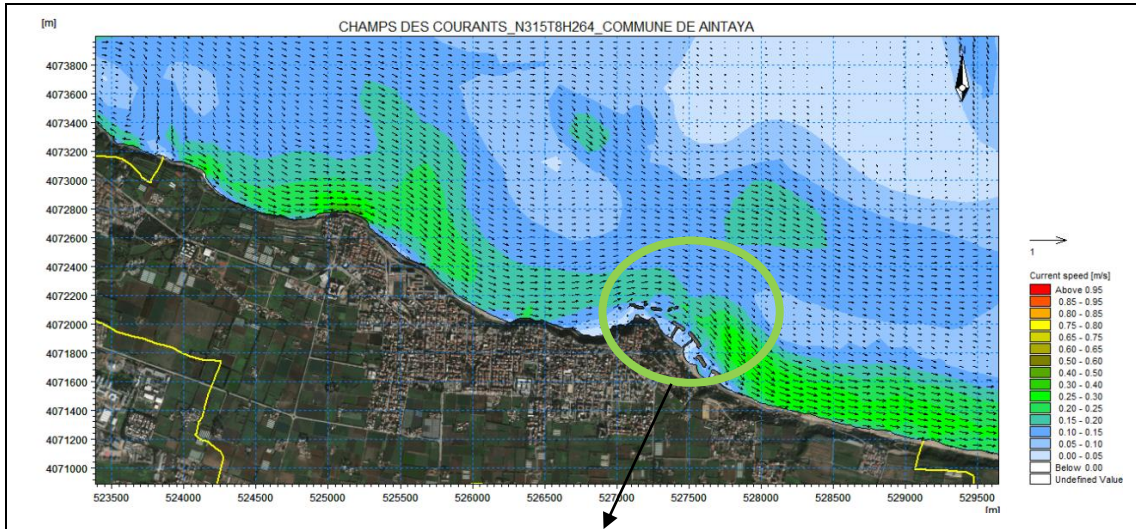 [m]
CHAMPS DES COURANTS_N315T8H264_COMMUNE DE AINTAYA
4073800
4073600
4073400
4073200
4073000
4072800
4072600
4072400
4072200
4072000
4071800
4071600
4071400
4071200
4071000
523500 524000 524500 525000 525500 526000 526500 527000 527500 528000 528500 529000 529500
[m]
1
Current speed [m/s]
Above 0.95
0.85 - 0.95
0.80 - 0.85
0.75 - 0.80
0.65 - 0.75
0.60 - 0.65
0.50 - 0.60
0.40 - 0.50
0.30 - 0.40
0.25 - 0.30
0.20 - 0.25
0.15 - 0.20
0.10 - 0.15
0.05 - 0.10
0.00 - 0.05
Below 0.00
Undefined Value